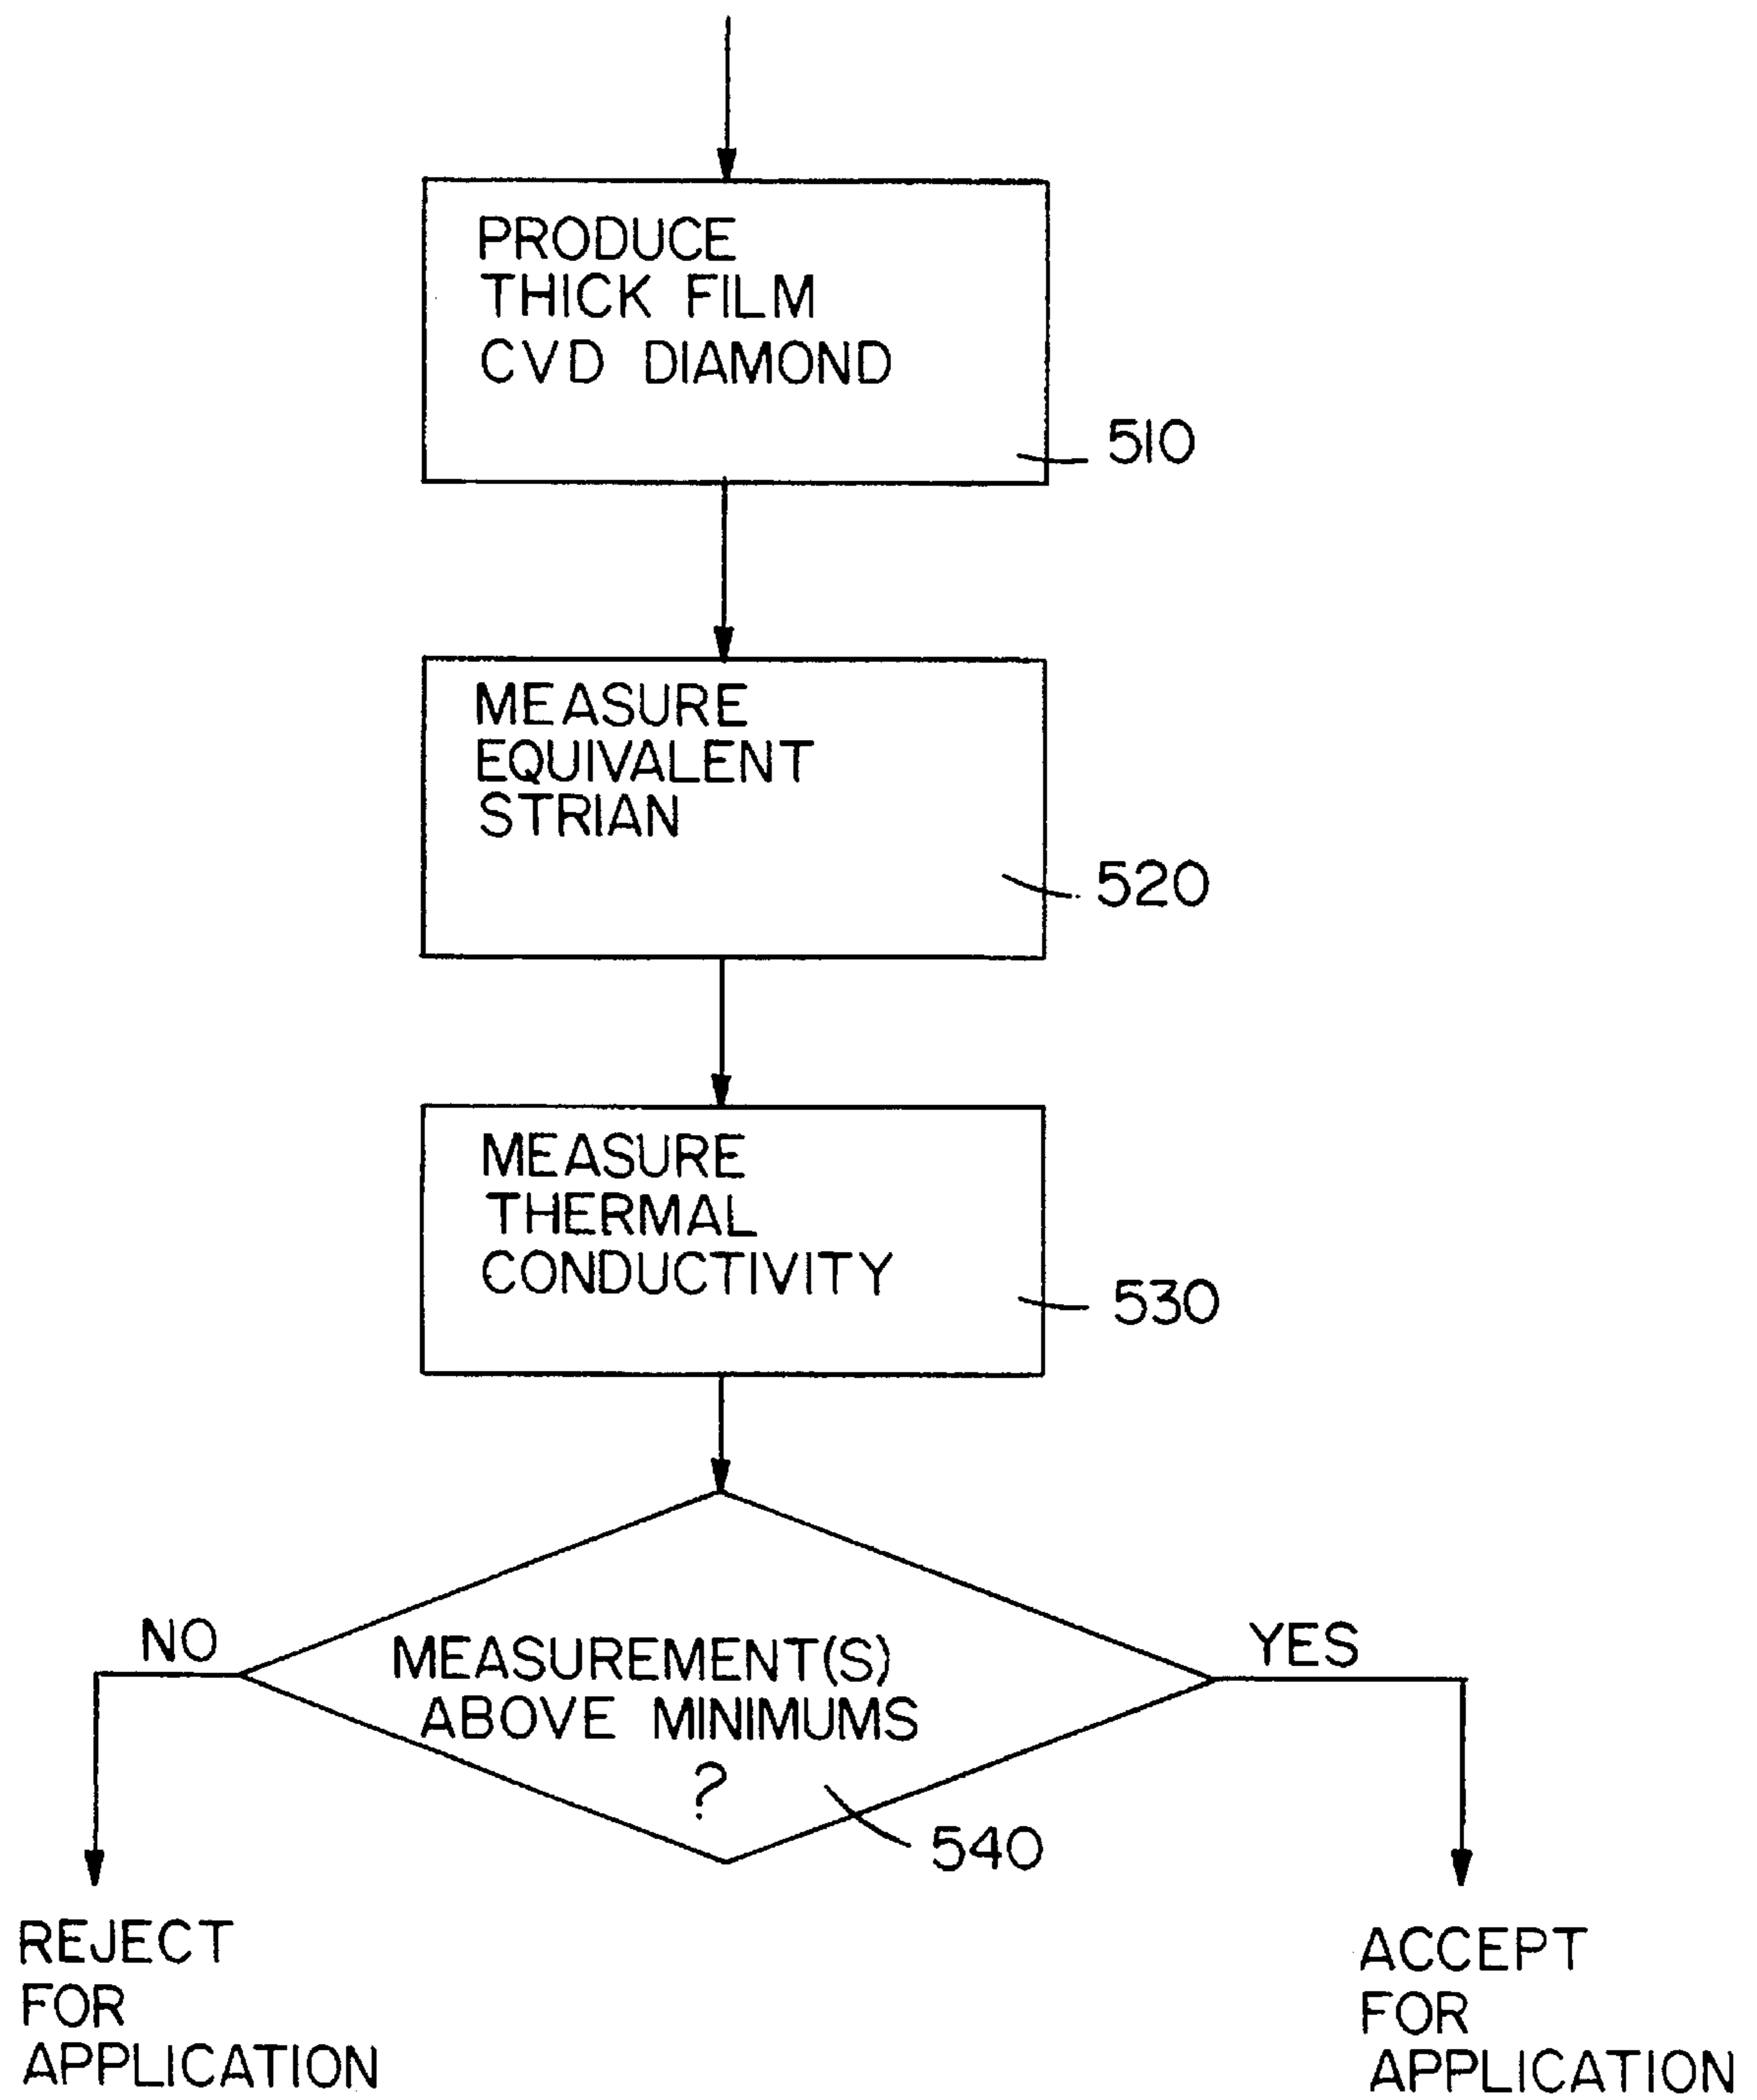 PRODUCE
THICK FILM
CVD DIAMOND
510
MEASURE
EQUIVALENT
STRIAN
520
MEASURE
THERMAL
CONDUCTIVITY
530
NO
YES
MEASUREMENT(S)
ABOVE MINIMUMS
?
540
REJECT
FOR
APPLICATION
ACCEPT
FOR
APPLICATION